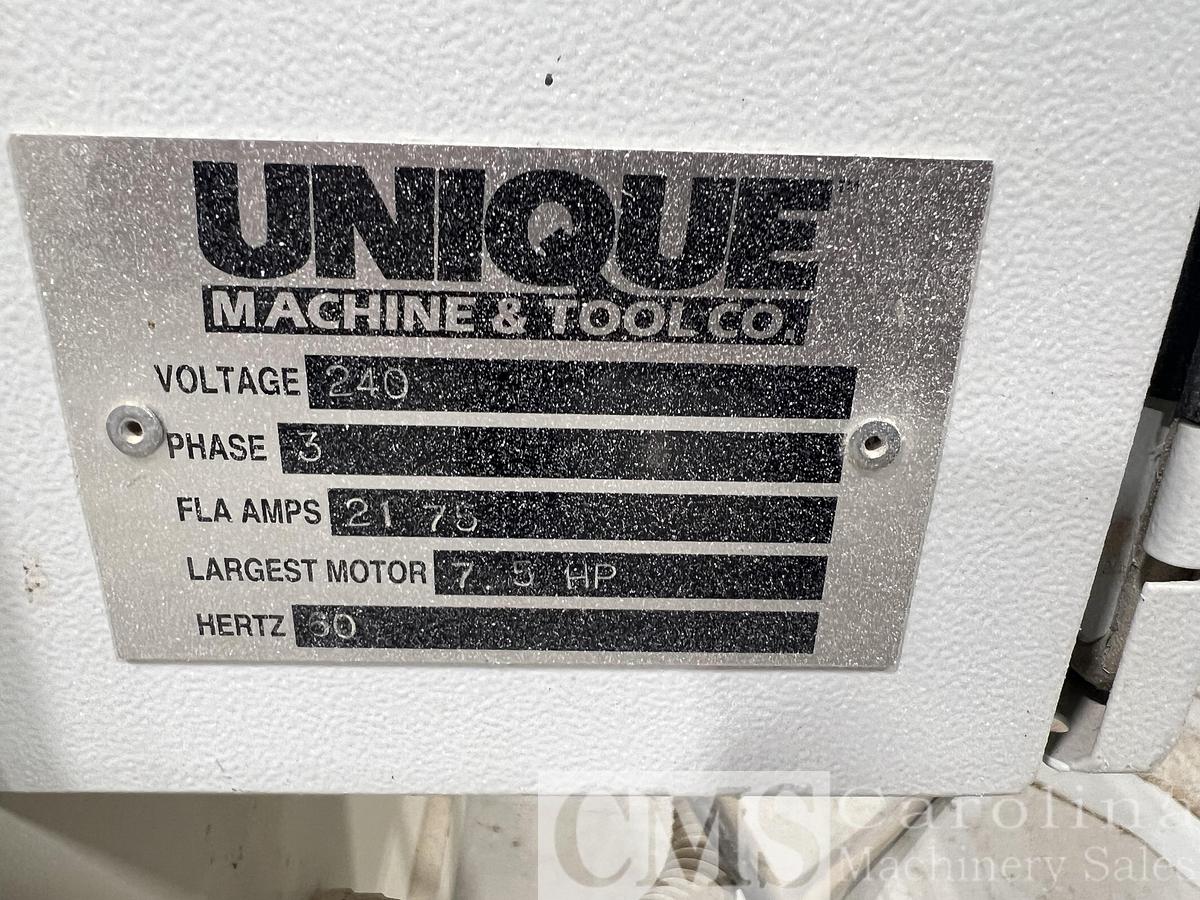 UNIQUE™
MACHINE & TOOL CO.
VOLTAGE 240
PHASE 3
FLA AMPS 21 75
LARGEST MOTOR 7.5 HP
HERTZ 60
CMS Carolina
Machinery Sales